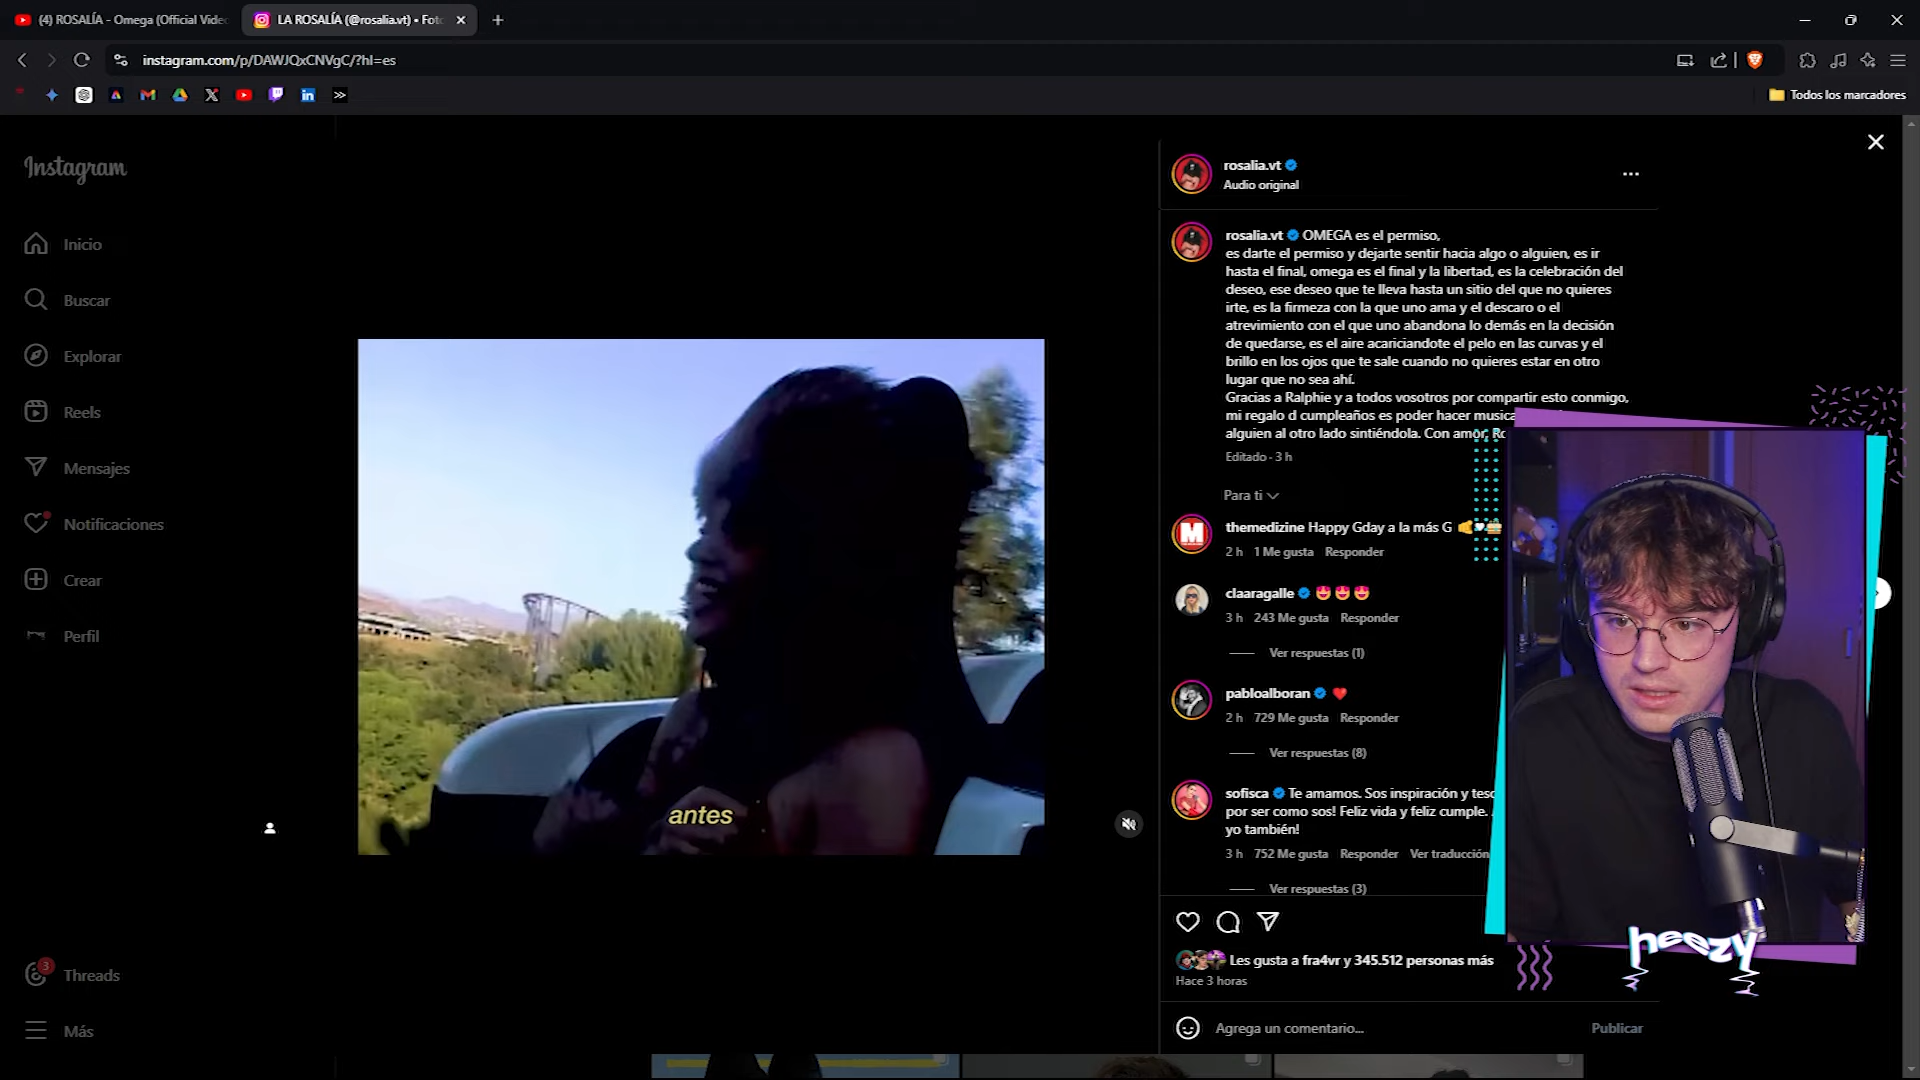 (4) ROSALÍA - Omega (Official Vide
LA ROSALÍA (@rosalia.vt) • Foto
instagram.com/p/DAWJQxCNVgC/?hl=es
Todos los marcadores
Instagram
Inicio
Buscar
Explorar
Reels
Mensajes
Notificaciones
Crear
Perfil
3
Threads
Más
antes
rosalia.vt
Audio original
rosalia.vt OMEGA es el permiso,
es darte el permiso y dejarte sentir hacia algo o alguien, es ir
hasta el final, omega es el final y la libertad, es la celebración del
deseo, ese deseo que te lleva hasta un sitio del que no quieres
irte, es la firmeza con la que uno ama y el descaro o el
atrevimiento con el que uno abandona lo demás en la decisión
de quedarse, es el aire acariciandote el pelo en las curvas y el
brillo en los ojos que te sale cuando no quieres estar en otro
lugar que no sea ahí.
Gracias a Ralphie y a todos vosotros por compartir esto conmigo,
mi regalo d cumpleaños es poder hacer musica
alguien al otro lado sintiéndola. Con amor, Ro
Editado · 3 h
Para ti
themedizine Happy Gday a la más G 
2 h 1 Me gusta Responder
claaragalle 😍😍😍
3 h 243 Me gusta Responder
Ver respuestas (1)
pabloalboran ❤️
2 h 729 Me gusta Responder
Ver respuestas (8)
sofisca Te amamos. Sos inspiración y teso
por ser como sos! Feliz vida y feliz cumple.
yo también!
3 h 752 Me gusta Responder Ver traducción
Ver respuestas (3)
Les gusta a fra4vr y 345.512 personas más
Hace 3 horas
Agrega un comentario...
Publicar
heezy